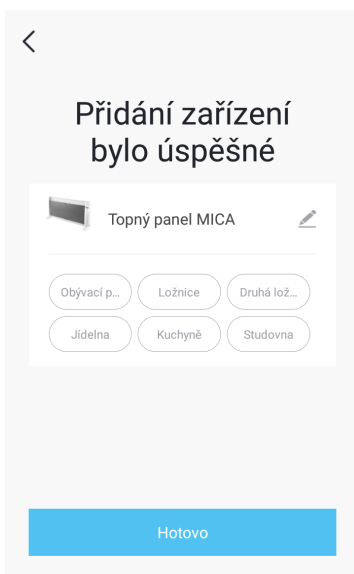 Přidání zařízení
bylo úspěšné
Topný panel MICA
Obývací p...
Ložnice
Druhá lož...
Jídelna
Kuchyně
Studovna
Hotovo